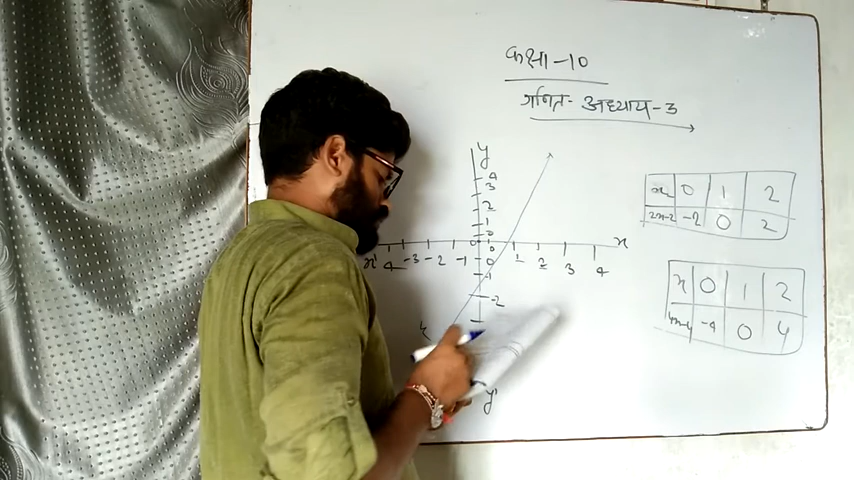 कक्षा-10
गणित- अध्याय-3
y
4
3
2
1
0
x' 4 -3 -2 -1 0 1 2 3 4 x
-1
-2
y'
x 0 1 2
2x-2 -2 0 2
x 0 1 2
4x-4 -4 0 4